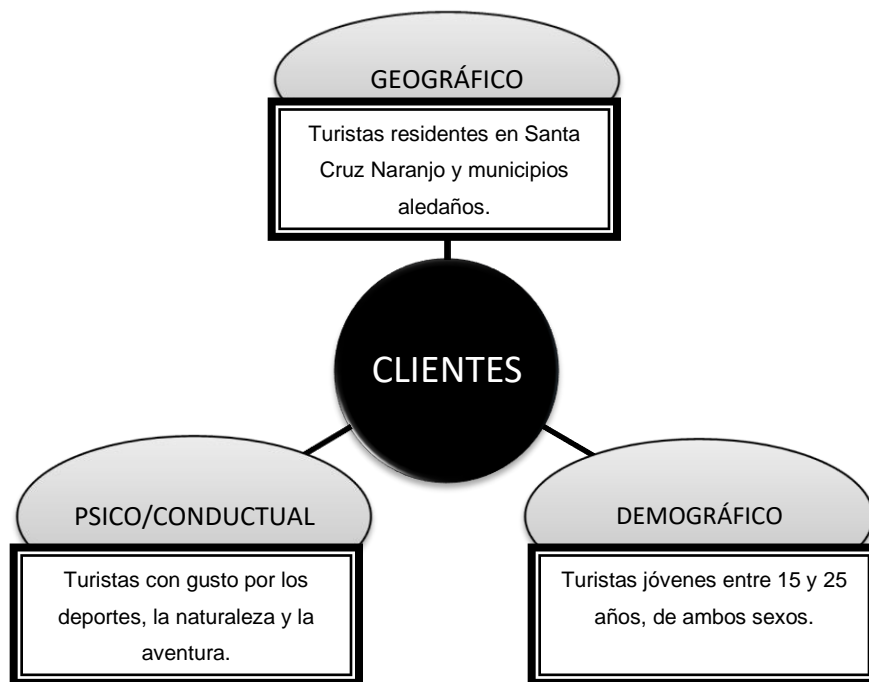 GEOGRÁFICO
Turistas residentes en Santa
Cruz Naranjo y municipios
aledaños.
CLIENTES
PSICO/CONDUCTUAL
Turistas con gusto por los
deportes, la naturaleza y la
aventura.
DEMOGRÁFICO
Turistas jóvenes entre 15 y 25
años, de ambos sexos.